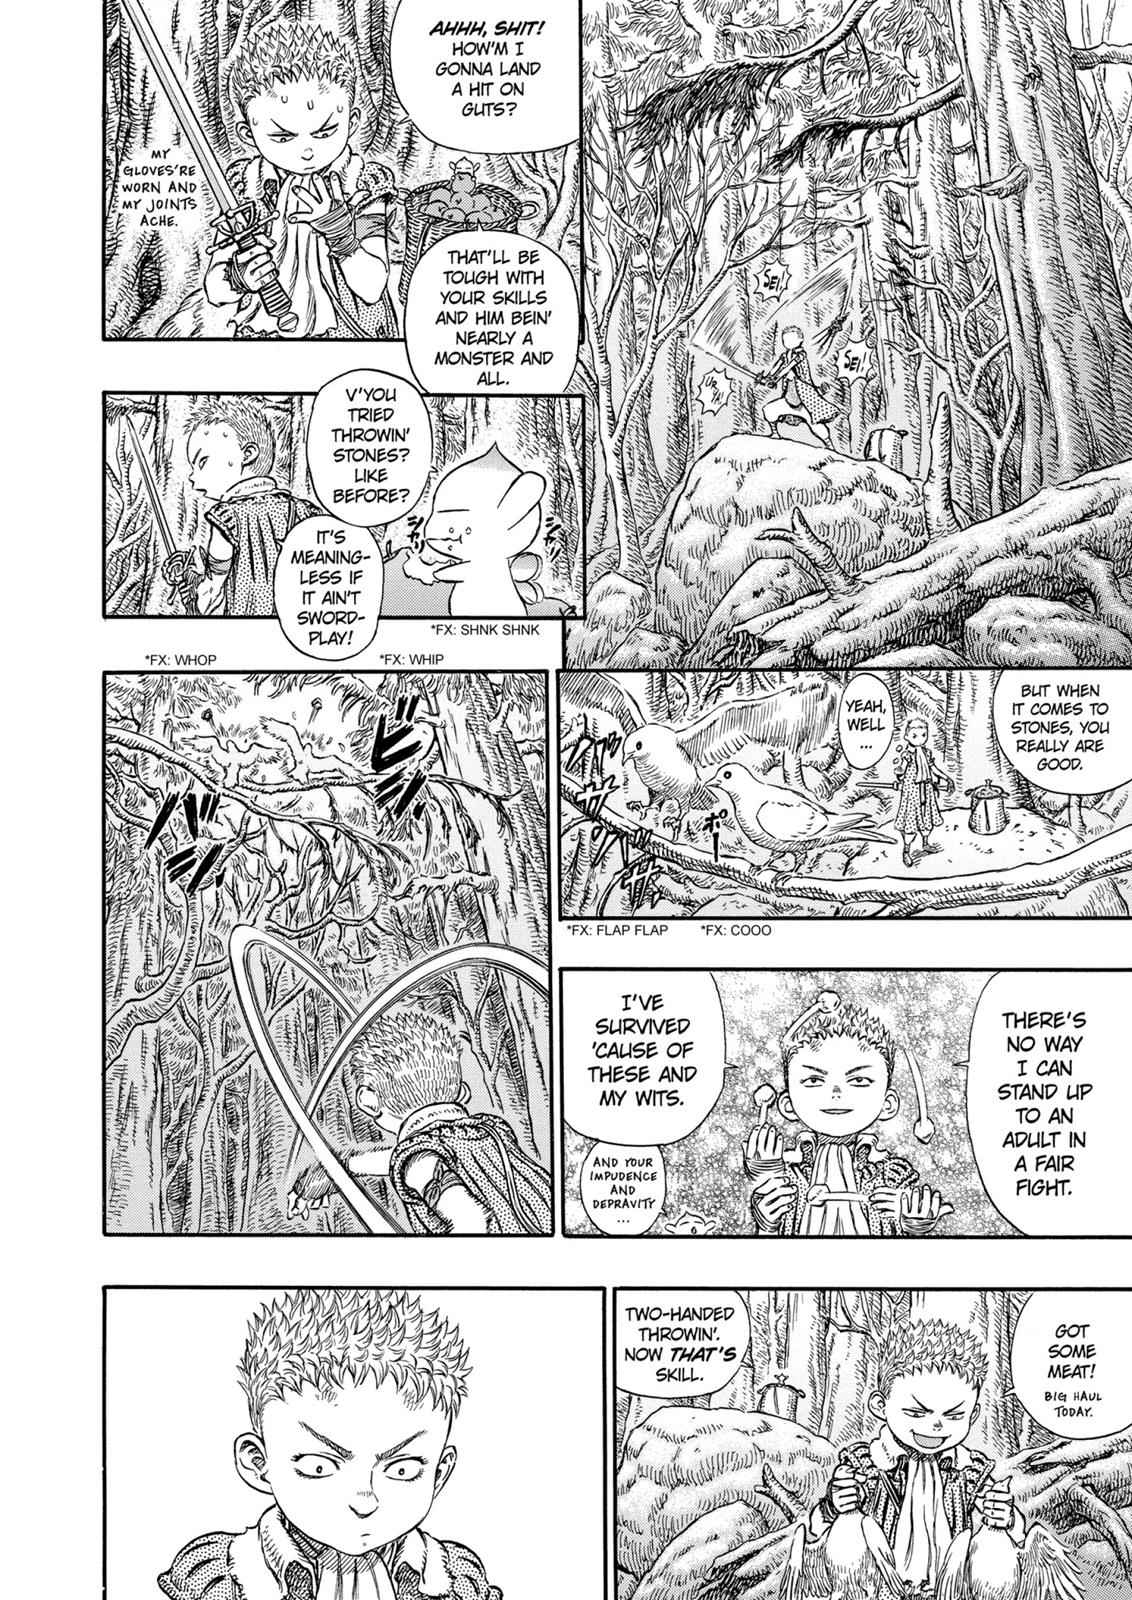 SEI!
SEI!
AHHH, SHIT!
HOW'M I
GONNA LAND
A HIT ON
GUTS?
MY
GLOVES'RE
WORN AND
MY JOINTS
ACHE.
THAT'LL BE
TOUGH WITH
YOUR SKILLS
AND HIM BEIN'
NEARLY A
MONSTER AND
ALL.
V'YOU
TRIED
THROWIN'
STONES?
LIKE
BEFORE?
IT'S
MEANING-
LESS IF
IT AIN'T
SWORD-
PLAY!
*FX: SHNK SHNK
BUT WHEN
IT COMES TO
STONES, YOU
REALLY ARE
GOOD.
YEAH,
WELL
...
ポー
*FX: FLAP FLAP
*FX: COOO
*FX: WHOP
*FX: WHIP
THERE'S
NO WAY
I CAN
STAND UP
TO AN
ADULT IN
A FAIR
FIGHT.
I'VE
SURVIVED
'CAUSE OF
THESE AND
MY WITS.
AND YOUR
IMPUDENCE
AND
DEPRAVITY
...
GOT
SOME
MEAT!
BIG HAUL
TODAY.
TWO-HANDED
THROWIN'.
NOW THAT'S
SKILL.